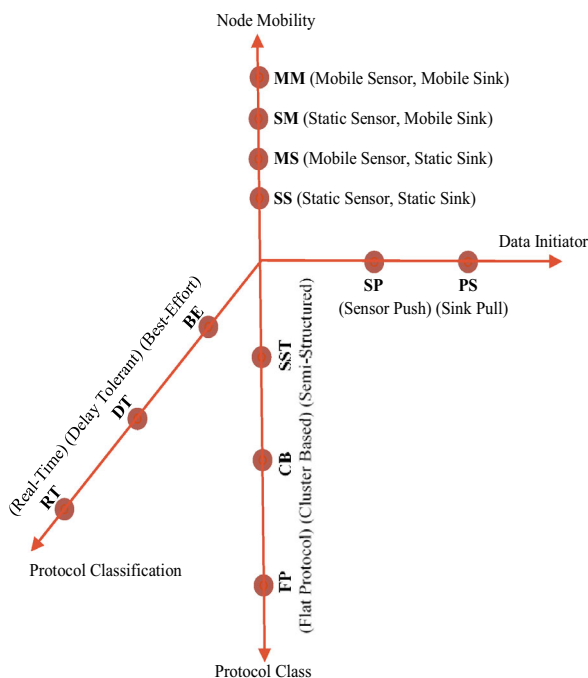 Node Mobility
MM (Mobile Sensor, Mobile Sink)
SM (Static Sensor, Mobile Sink)
MS (Mobile Sensor, Static Sink)
SS (Static Sensor, Static Sink)
Data Initiator
SP PS
(Sensor Push) (Sink Pull)
RT DT BE
(Real-Time) (Delay Tolerant) (Best-Effort)
Protocol Classification
FP CB SST
(Flat Protocol) (Cluster Based) (Semi-Structured)
Protocol Class